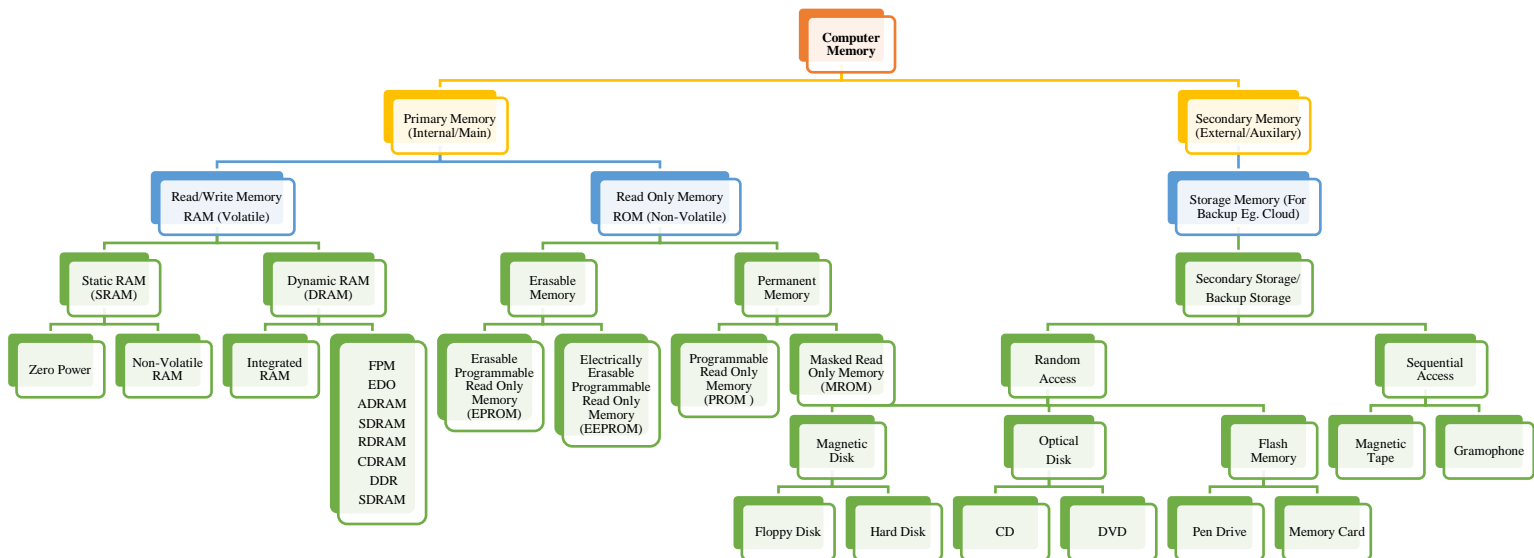 Computer
Memory
Primary Memory
(Internal/Main)
Secondary Memory
(External/Auxilary)
Read/Write Memory
RAM (Volatile)
Read Only Memory
ROM (Non-Volatile)
Storage Memory (For
Backup Eg. Cloud)
Static RAM
(SRAM)
Dynamic RAM
(DRAM)
Erasable
Memory
Permanent
Memory
Secondary Storage/
Backup Storage
Zero Power
Non-Volatile
RAM
Integrated
RAM
FPM
EDO
ADRAM
SDRAM
RDRAM
CDRAM
DDR
SDRAM
Erasable
Programmable
Read Only
Memory
(EPROM)
Electrically
Erasable
Programmable
Read Only
Memory
(EEPROM)
Programmable
Read Only
Memory
(PROM )
Masked Read
Only Memory
(MROM)
Random
Access
Sequential
Access
Magnetic
Disk
Optical
Disk
Flash
Memory
Magnetic
Tape
Gramophone
Floppy Disk
Hard Disk
CD
DVD
Pen Drive
Memory Card